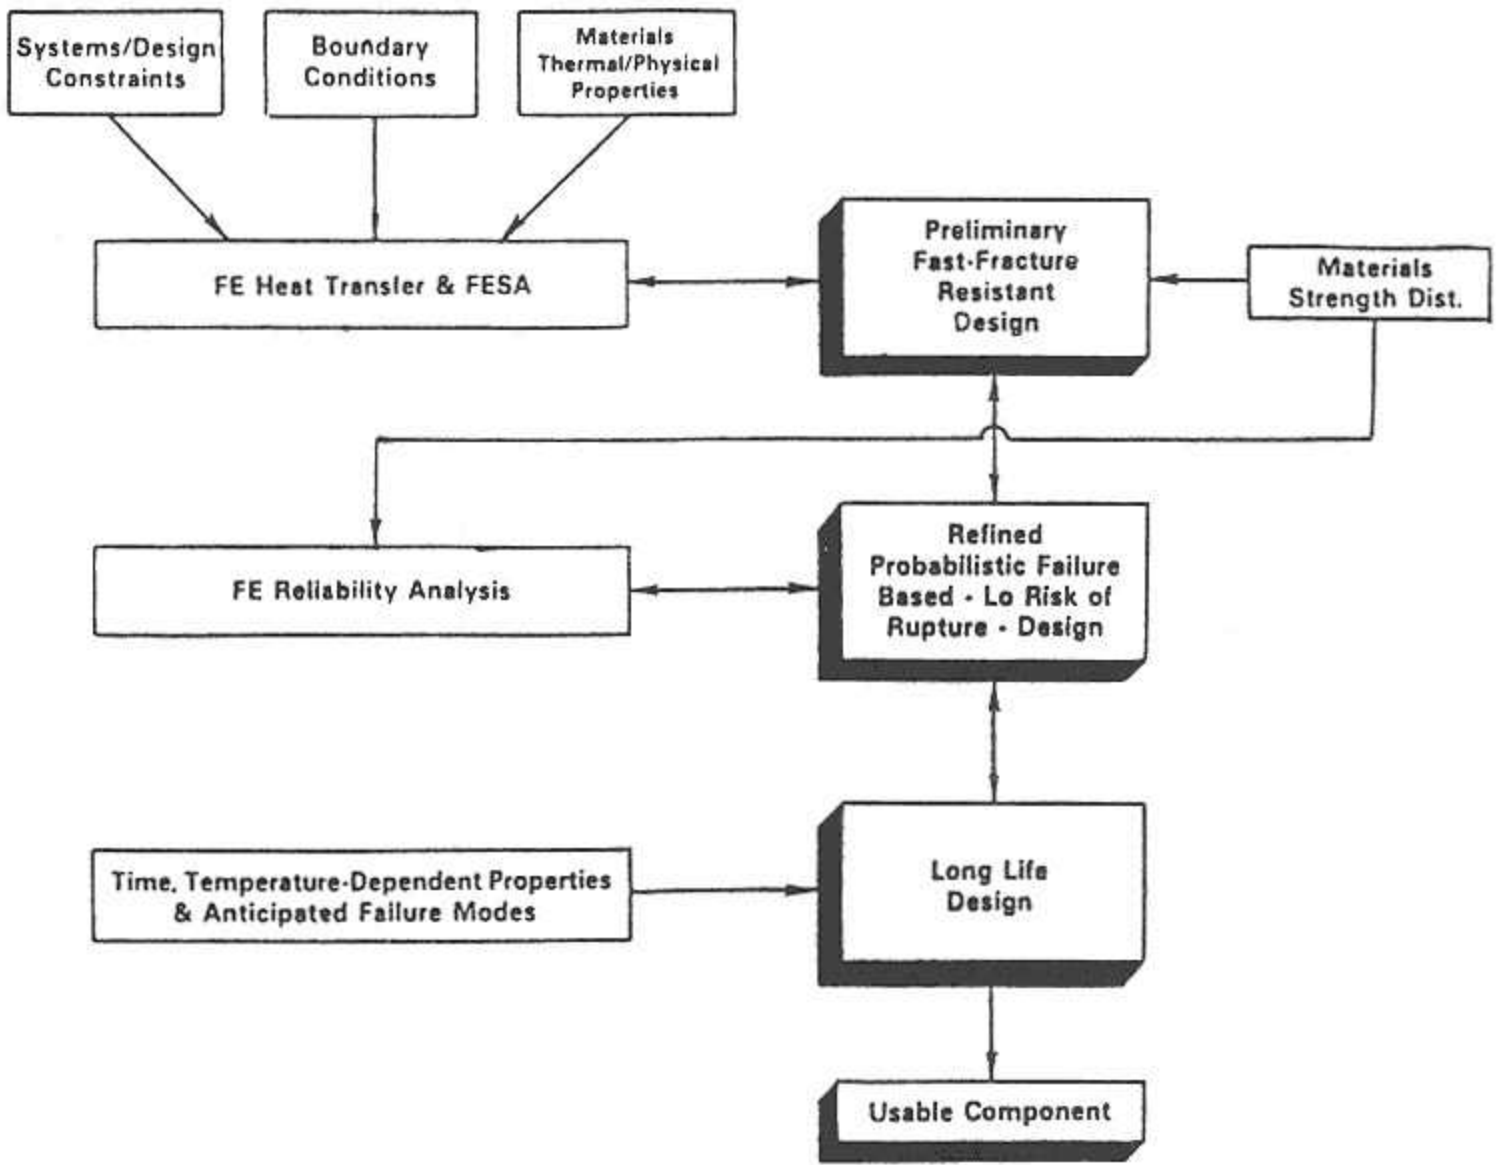 Systems/Design
Constraints
Boundary
Conditions
Materials
Thermal/Physical
Properties
FE Heat Transfer & FESA
Preliminary
Fast-Fracture
Resistant
Design
Materials
Strength Dist.
FE Reliability Analysis
Refined
Probabilistic Failure
Based - Lo Risk of
Rupture - Design
Time, Temperature-Dependent Properties
& Anticipated Failure Modes
Long Life
Design
Usable Component